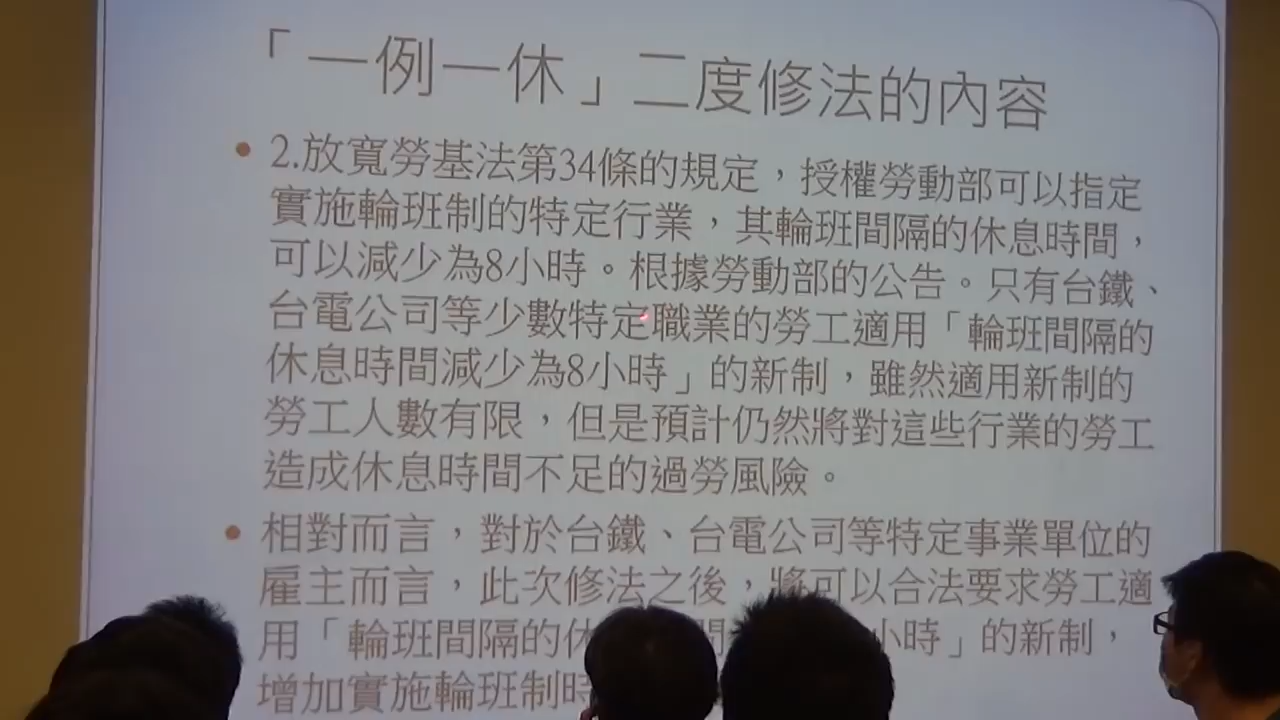 「一例一休」二度修法的內容
2.放寬勞基法第34條的規定，授權勞動部可以指定
實施輪班制的特定行業，其輪班間隔的休息時間，
可以減少為8小時。根據勞動部的公告。只有台鐵、
台電公司等少數特定職業的勞工適用「輪班間隔的
休息時間減少為8小時」的新制，雖然適用新制的
勞工人數有限，但是預計仍然將對這些行業的勞工
造成休息時間不足的過勞風險。
相對而言，對於台鐵、台電公司等特定事業單位的
雇主而言，此次修法之後，將可以合法要求勞工適
用「輪班間隔的休 小時」的新制，
增加實施輪班制時